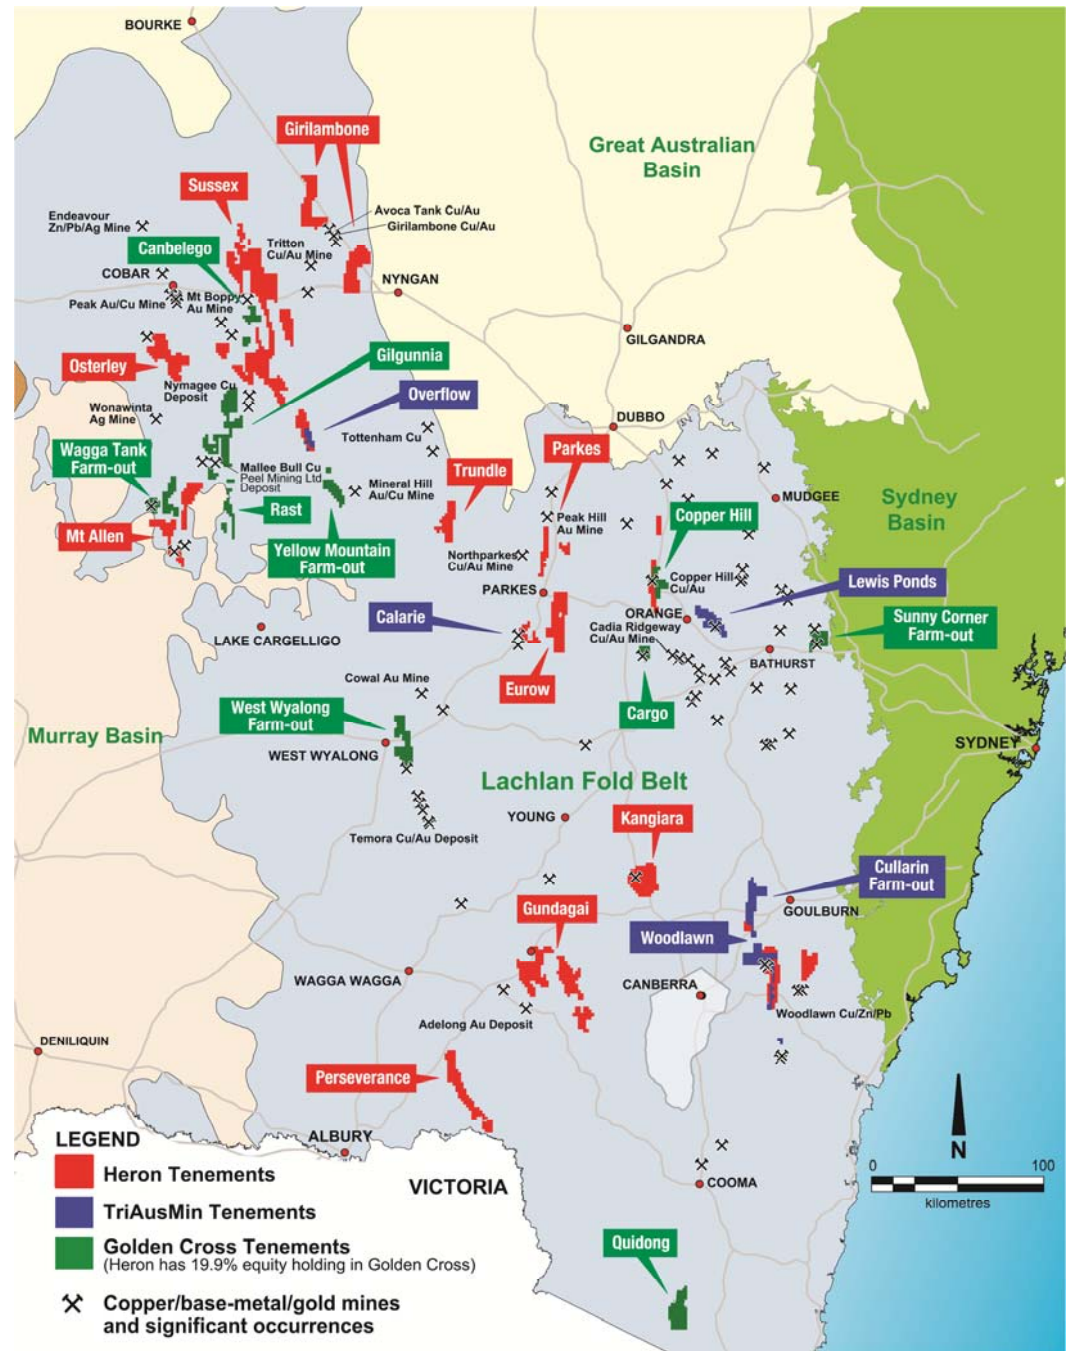 BOURKE
Girilambone
Great Australian
Basin
Sussex
Avoca Tank Cu/Au
Girilambone Cu/Au
Endeavour
Zn/Pb/Ag Mine
Canbelego
Tritton
Cu/Au Mine
COBAR
NYNGAN
Peak Au/Cu Mine
Mt Boppy
Au Mine
GILGANDRA
Osterley
Gilgunnia
Nymagee Cu
Deposit
Overflow
Wonawinta
Ag Mine
DUBBO
Tottenham Cu
Wagga Tank
Farm-out
Parkes
Trundle
Mallee Bull Cu
Peel Mining Ltd
Deposit
Mineral Hill
Au/Cu Mine
MUDGEE
Sydney
Basin
Rast
Copper Hill
Peak Hill
Au Mine
Mt Allen
Yellow Mountain
Farm-out
Northparkes
Cu/Au Mine
Copper Hill
Cu/Au
Lewis Ponds
PARKES
Calarie
ORANGE
Sunny Corner
Farm-out
LAKE CARGELLIGO
Cadia Ridgeway
Cu/Au Mine
BATHURST
Cowal Au Mine
Eurow
West Wyalong
Farm-out
Cargo
Murray Basin
SYDNEY
WEST WYALONG
Lachlan Fold Belt
YOUNG
Kangiara
Temora Cu/Au Deposit
Cullarin
Farm-out
Gundagai
GOULBURN
Woodlawn
WAGGA WAGGA
CANBERRA
Adelong Au Deposit
Woodlawn Cu/Zn/Pb
DENILIQUIN
Perseverance
ALBURY
N
0 100
kilometres
VICTORIA
COOMA
Quidong
LEGEND
Heron Tenements
TriAusMin Tenements
Golden Cross Tenements
(Heron has 19.9% equity holding in Golden Cross)
Copper/base-metal/gold mines
and significant occurrences